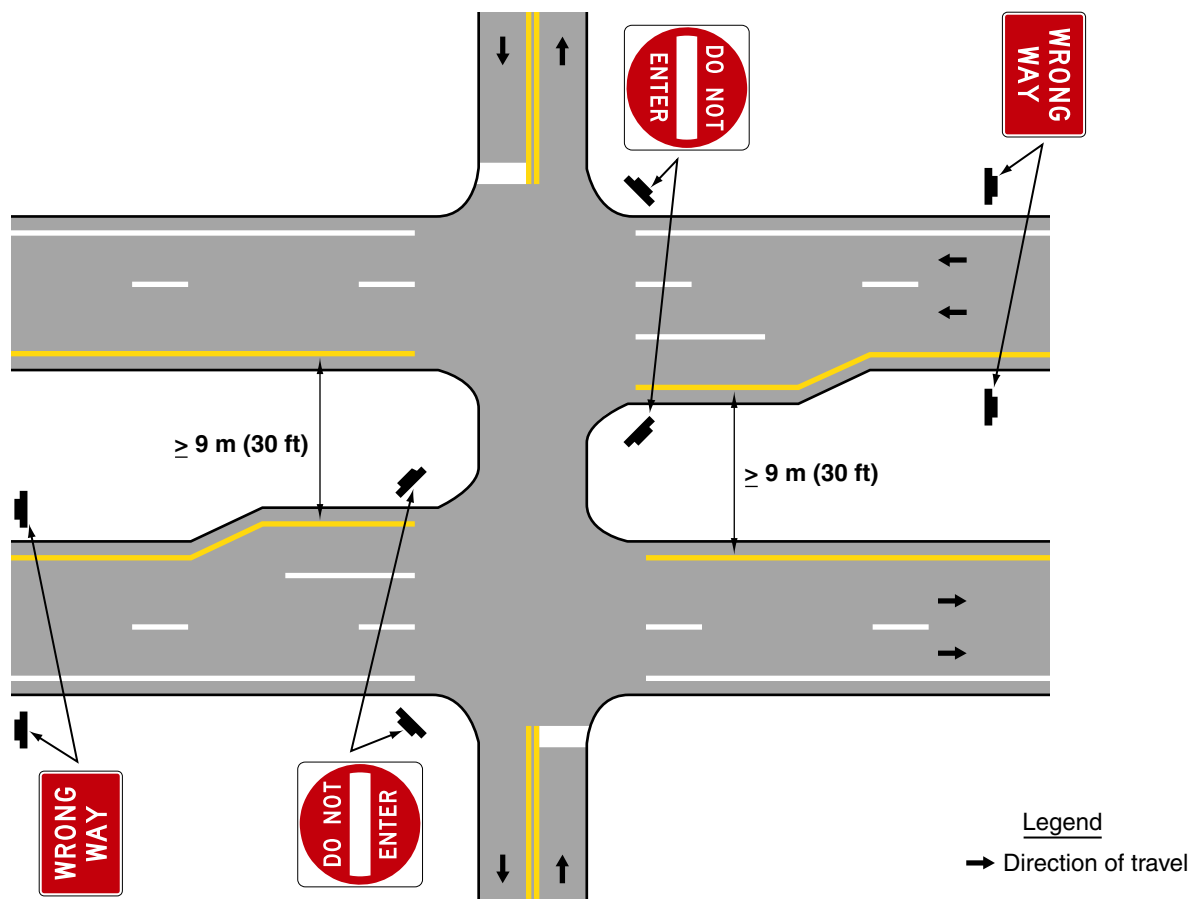 DO NOT
ENTER
WRONG
WAY
≥ 9 m (30 ft)
≥ 9 m (30 ft)
WRONG
WAY
DO NOT
ENTER
Legend
Direction of travel